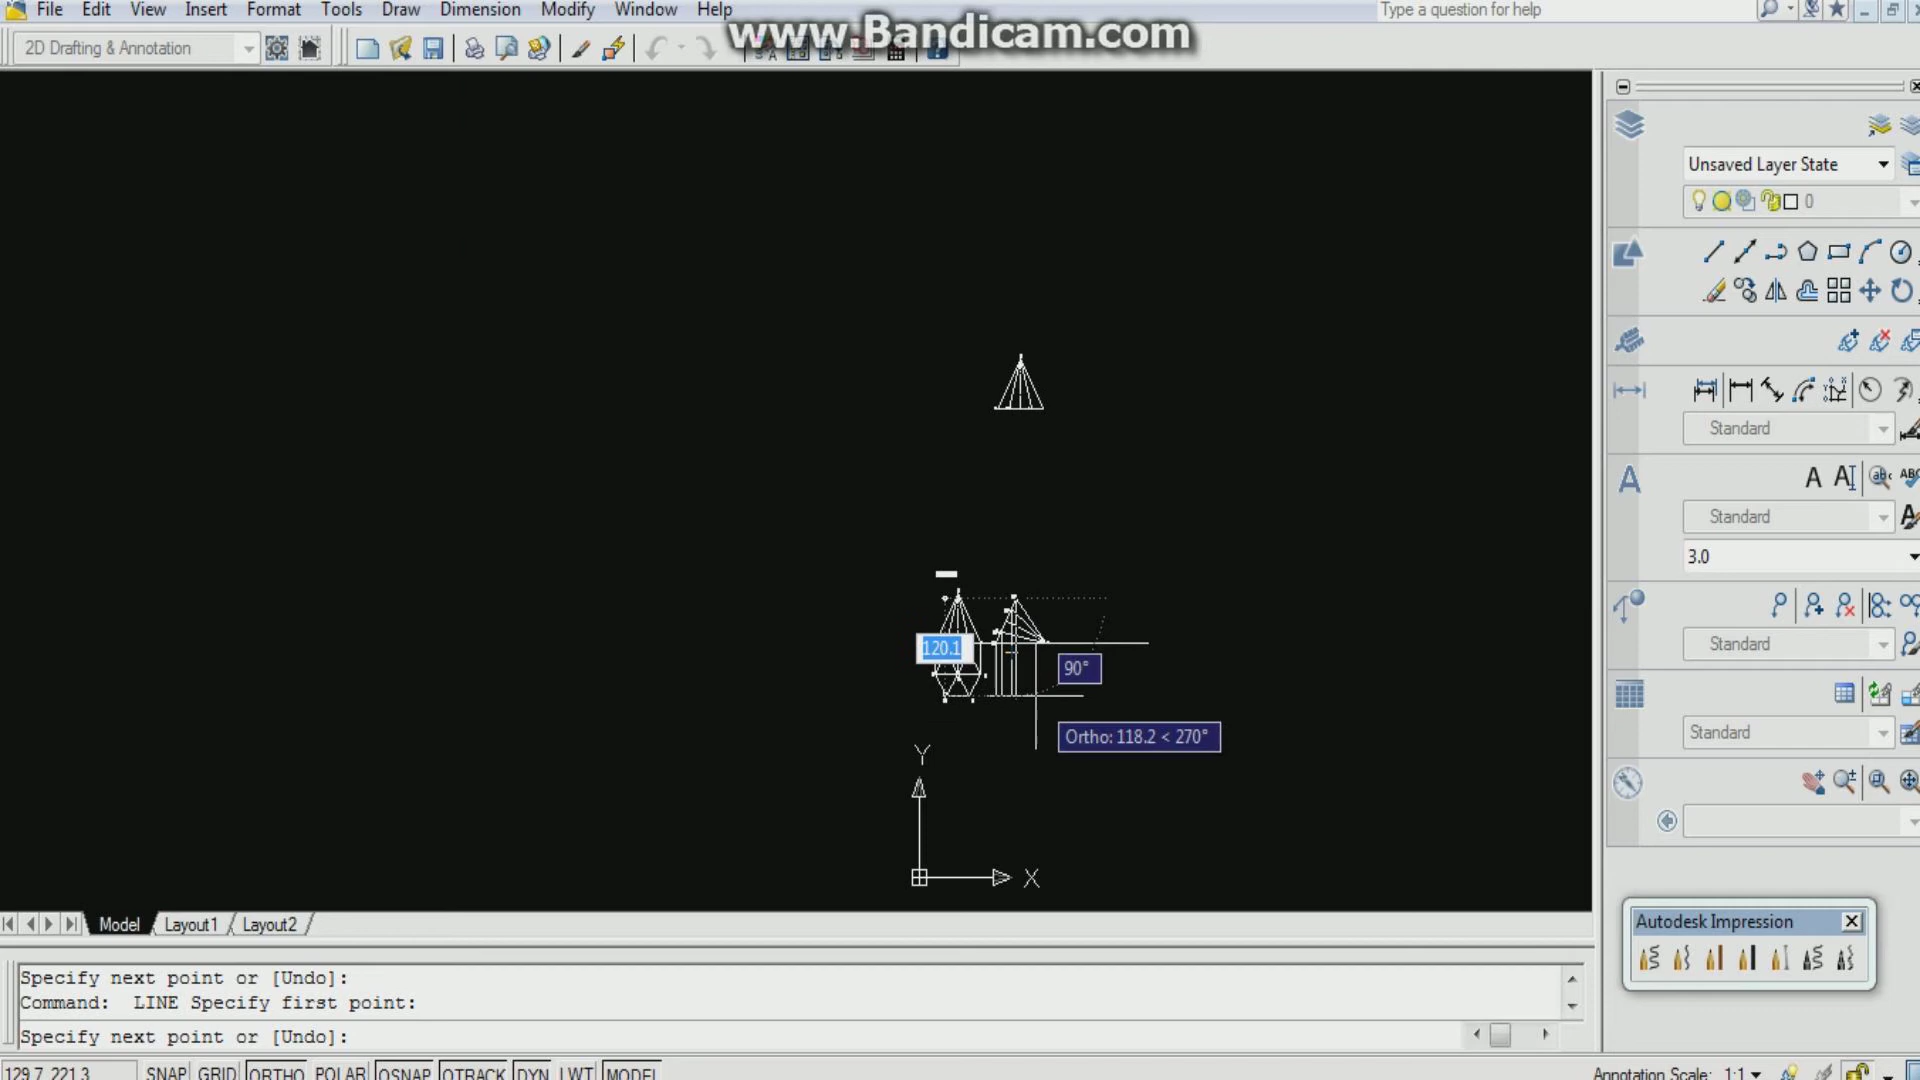 File Edit View Insert Format Tools Draw Dimension Modify Window Help
www.Bandicam.com
Type a question for help
2D Drafting & Annotation
Unsaved Layer State
0
Standard
A A
ABC
Standard
3.0
Standard
Standard
120.1
90°
Ortho: 118.2 < 270°
Y
X
Model Layout1 Layout2
Autodesk Impression
Specify next point or [Undo]:
Command: LINE Specify first point:
Specify next point or [Undo]:
129.7, 221.3 SNAP GRID ORTHO POLAR OSNAP OTRACK DYN LWT MODEL
Annotation Scale: 1:1